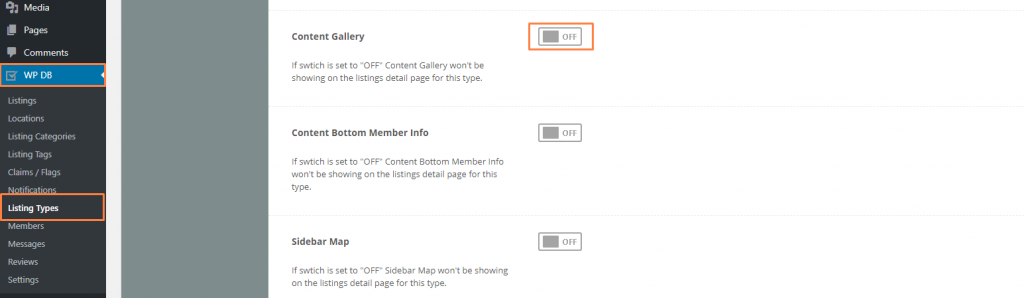 Media
Pages
Comments
WP DB
Listings
Locations
Listing Categories
Listing Tags
Claims / Flags
Notifications
Listing Types
Members
Messages
Reviews
Settings
Content Gallery
OFF
If swtich is set to "OFF" Content Gallery won't be
showing on the listings detail page for this type.
Content Bottom Member Info
OFF
If swtich is set to "OFF" Content Bottom Member Info
won't be showing on the listings detail page for this
type.
Sidebar Map
OFF
If swtich is set to "OFF" Sidebar Map won't be showing
on the listings detail page for this type.